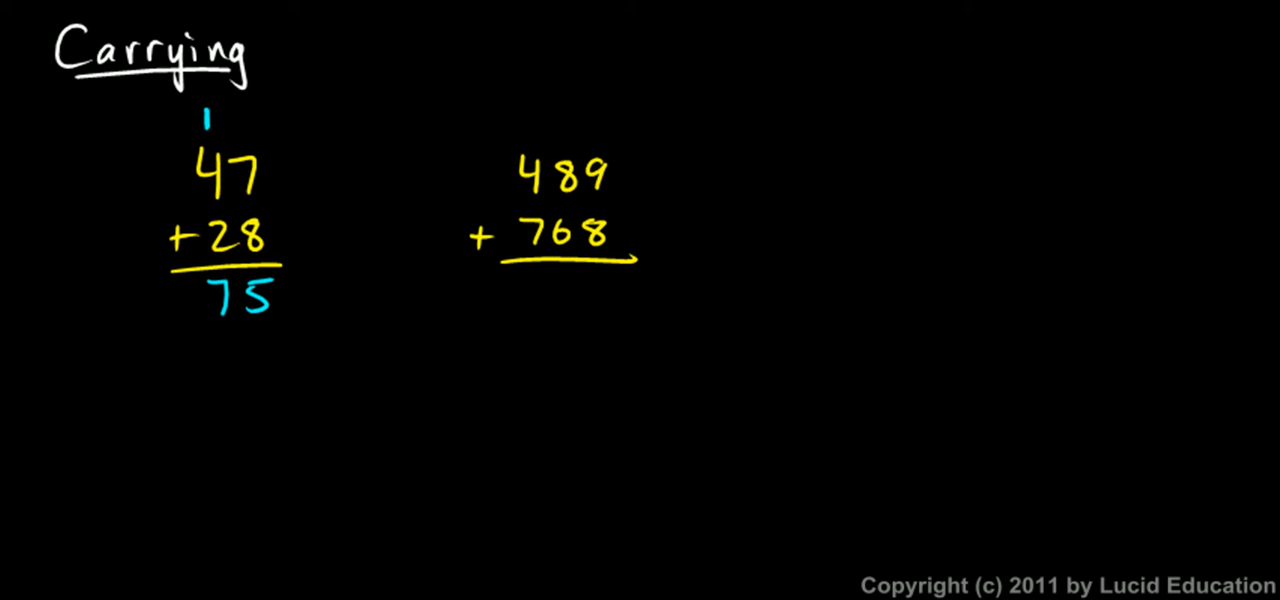 Carrying
1
47 489
+28 + 768
75
Copyright (c) 2011 by Lucid Education